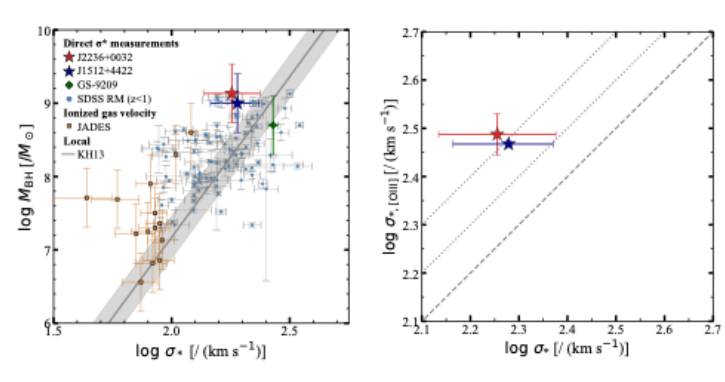 10
9
8
7
6
1.5
2.0
2.5
log M_BH [/M_⊙]
log σ_* [/ (km s⁻¹)]
Direct σ* measurements
J2236+0032
J1512+4422
GS-9209
SDSS RM (z<1)
Ionized gas velocity
JADES
Local
KH13
2.7
2.6
2.5
2.4
2.3
2.2
2.1
2.1
2.2
2.3
2.4
2.5
2.6
2.7
log σ_*, [OIII] [/ (km s⁻¹)]
log σ_* [/ (km s⁻¹)]